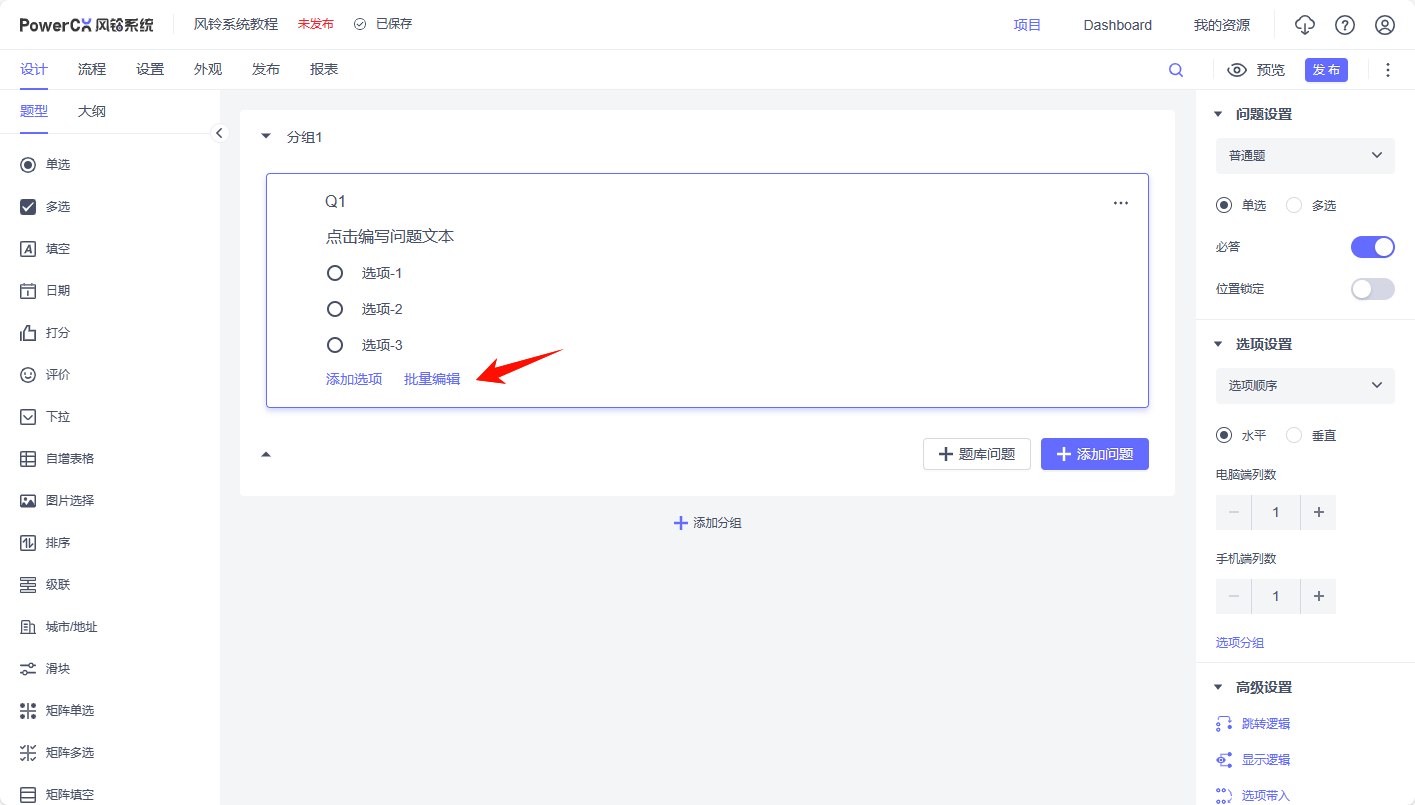 PowerCX 风铃系统
风铃系统教程
未发布
已保存
项目
Dashboard
我的资源
设计
流程
设置
外观
发布
报表
预览
发布
题型
大纲
单选
多选
填空
日期
打分
评价
下拉
自增表格
图片选择
排序
级联
城市/地址
滑块
矩阵单选
矩阵多选
矩阵填空
分组1
Q1
点击编写问题文本
选项-1
选项-2
选项-3
添加选项 批量编辑
题库问题
添加问题
添加分组
问题设置
普通题
单选 多选
必答
位置锁定
选项设置
选项顺序
水平 垂直
电脑端列数
1
手机端列数
1
选项分组
高级设置
跳转逻辑
显示逻辑
选项带入